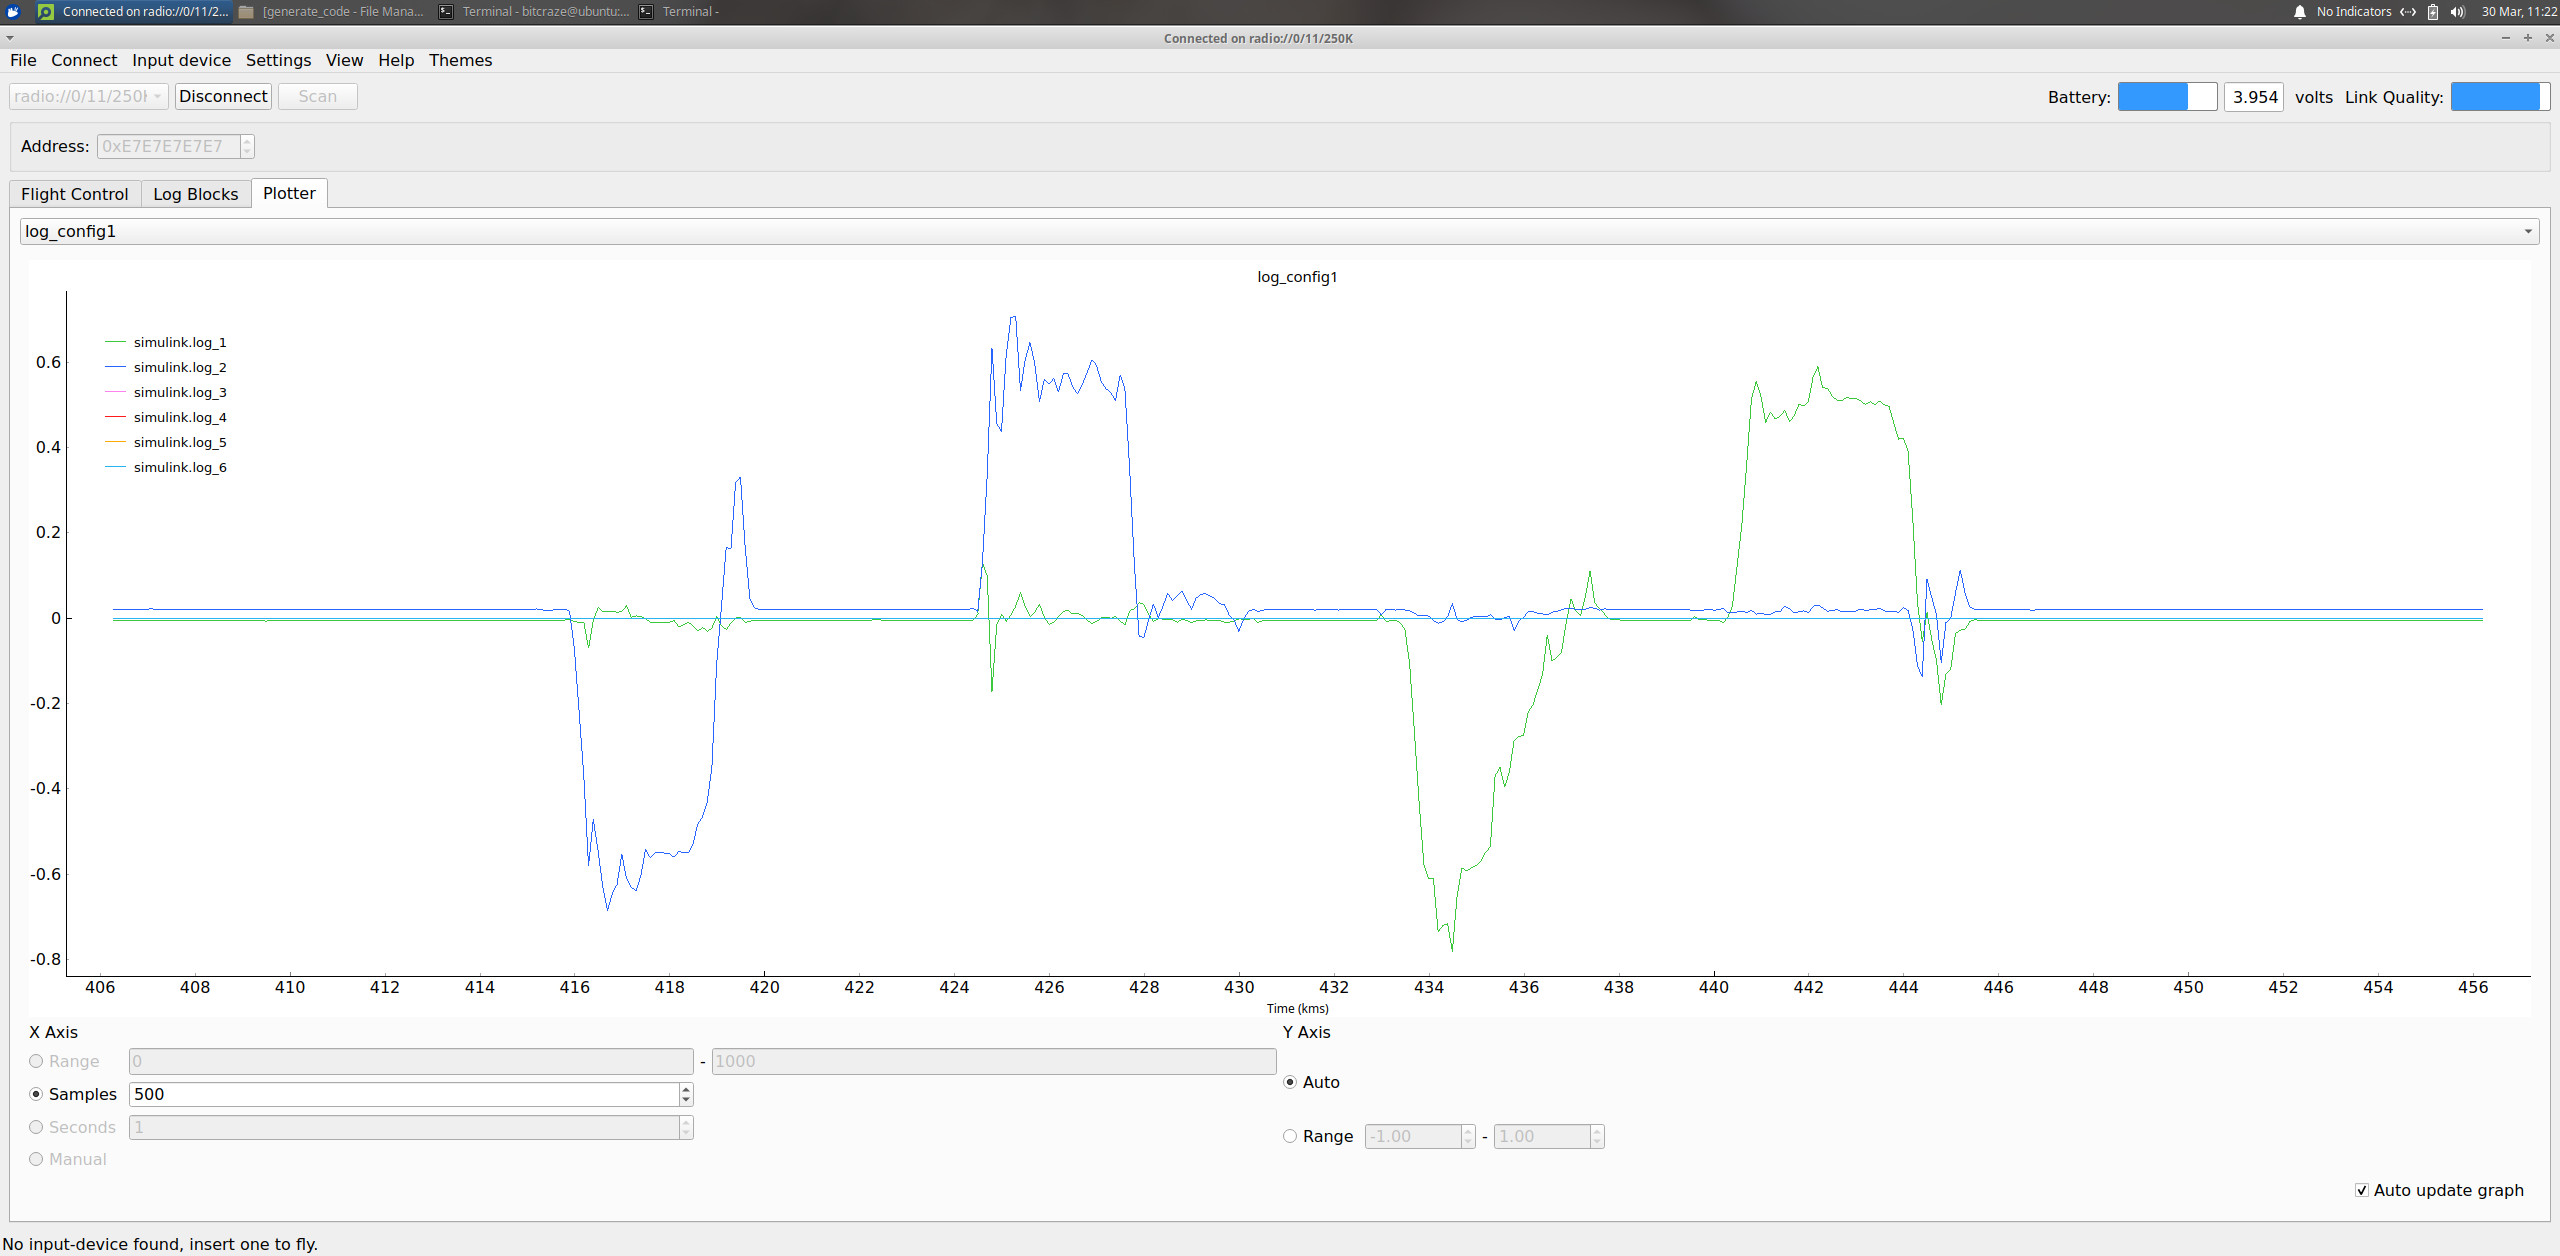 Connected on radio://0/11/2... [generate_code - File Mana... Terminal - bitcraze@ubuntu:... Terminal - No Indicators 30 Mar, 11:22
Connected on radio://0/11/250K
File Connect Input device Settings View Help Themes
Disconnect Scan Battery: 3.954 volts Link Quality:
Address: 0xE7E7E7E7E7
Flight Control Log Blocks Plotter
log_config1
log_config1
simulink.log_1
simulink.log_2
simulink.log_3
simulink.log_4
simulink.log_5
simulink.log_6
0.6
0.4
0.2
0
-0.2
-0.4
-0.6
-0.8
406 408 410 412 414 416 418 420 422 424 426 428 430 432 434 436 438 440 442 444 446 448 450 452 454 456
Time (kms)
X Axis Y Axis
Range 0 - 1000
Auto
Samples 500
Seconds 1
Range -1.00 - 1.00
Manual
Auto update graph
No input-device found, insert one to fly.